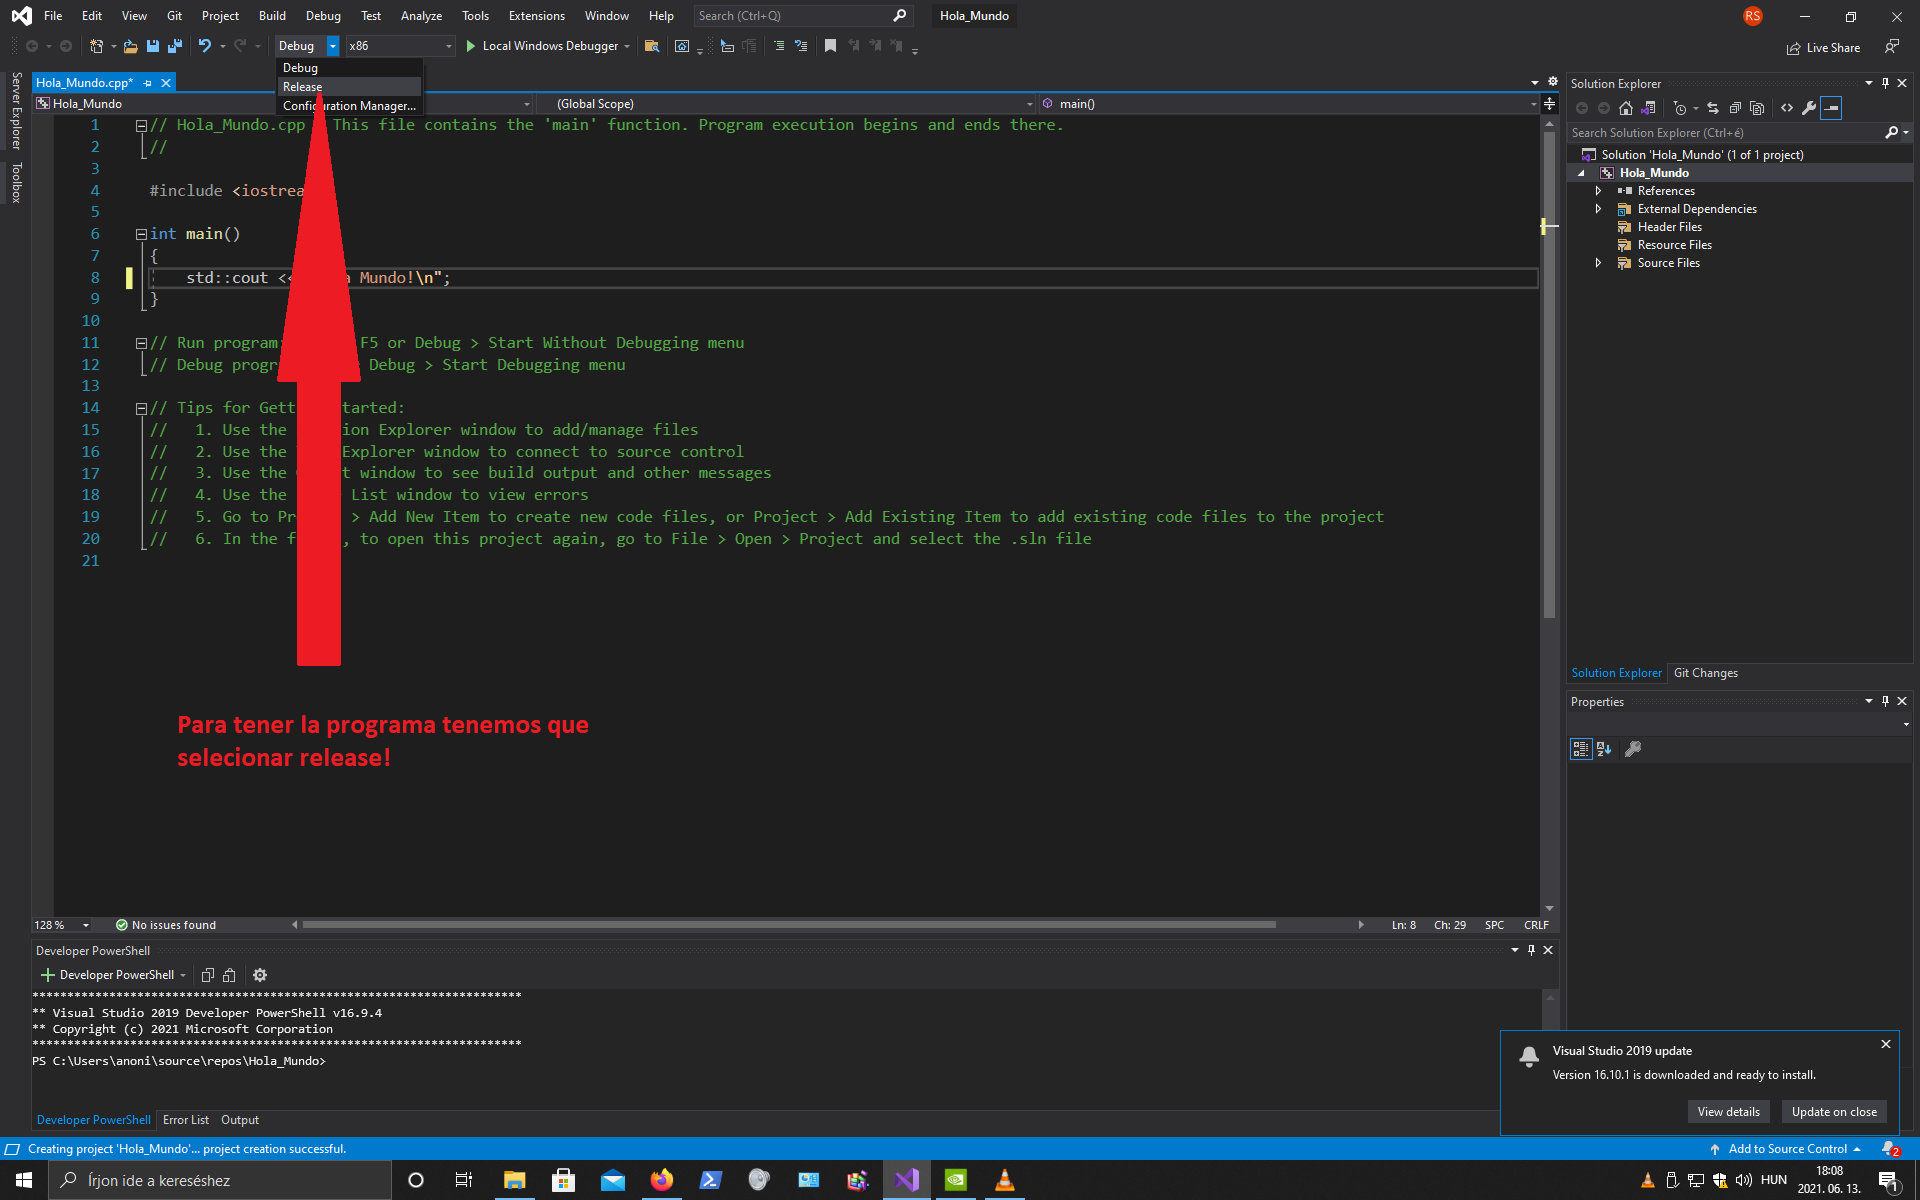 File Edit View Git Project Build Debug Test Analyze Tools Extensions Window Help Search (Ctrl+Q) Hola_Mundo RS
Debug x86 Local Windows Debugger Live Share
Debug
Release
Configuration Manager...
Server Explorer
Toolbox
Hola_Mundo.cpp*
Hola_Mundo (Global Scope) main()
1 // Hola_Mundo.cpp This file contains the 'main' function. Program execution begins and ends there.
2 //
3
4 #include <iostrea
5
6 int main()
7 {
8 std::cout << Mundo!\n";
9 }
10
11 // Run program: F5 or Debug > Start Without Debugging menu
12 // Debug progr Debug > Start Debugging menu
13
14 // Tips for Gett tarted:
15 // 1. Use the ion Explorer window to add/manage files
16 // 2. Use the Explorer window to connect to source control
17 // 3. Use the t window to see build output and other messages
18 // 4. Use the List window to view errors
19 // 5. Go to Pr > Add New Item to create new code files, or Project > Add Existing Item to add existing code files to the project
20 // 6. In the f , to open this project again, go to File > Open > Project and select the .sln file
21
Para tener la programa tenemos que
selecionar release!
128 % No issues found Ln: 8 Ch: 29 SPC CRLF
Solution Explorer
Search Solution Explorer (Ctrl+é)
Solution 'Hola_Mundo' (1 of 1 project)
Hola_Mundo
References
External Dependencies
Header Files
Resource Files
Source Files
Solution Explorer Git Changes
Properties
Developer PowerShell
Developer PowerShell
**********************************************************************
** Visual Studio 2019 Developer PowerShell v16.9.4
** Copyright (c) 2021 Microsoft Corporation
**********************************************************************
PS C:\Users\anoni\source\repos\Hola_Mundo>
Developer PowerShell Error List Output
Visual Studio 2019 update
Version 16.10.1 is downloaded and ready to install.
View details Update on close
Creating project 'Hola_Mundo'... project creation successful. Add to Source Control 2
Írjon ide a kereséshez HUN 18:08
2021. 06. 13. 1